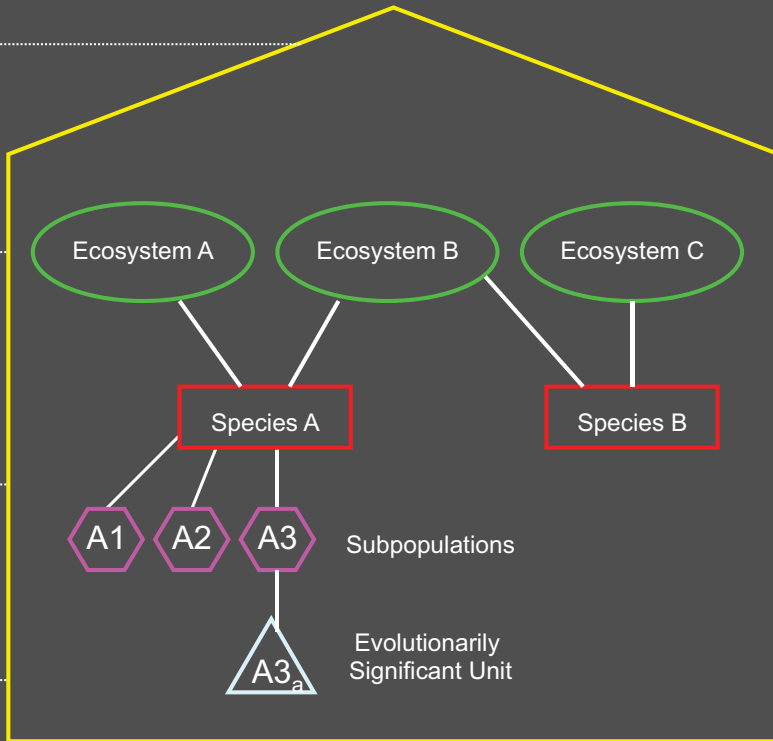 Ecosystem A
Ecosystem B
Ecosystem C
Species A
Species B
A1
A2
A3
Subpopulations
Evolutionarily
Significant Unit
A3a